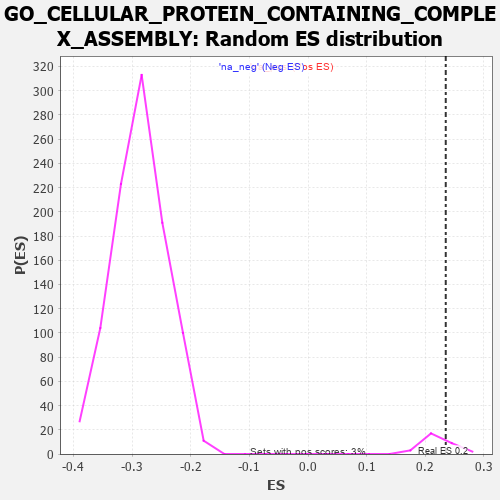 GO_CELLULAR_PROTEIN_CONTAINING_COMPLE
X_ASSEMBLY: Random ES distribution
'na_neg' (Neg ES)
os ES)
320
300
280
260
240
220
200
180
160
140
120
100
80
60
40
20
0
P(ES)
Sets with pos scores: 3%
Real ES 0.2
-0.4 -0.3 -0.2 -0.1 0.0 0.1 0.2 0.3
ES